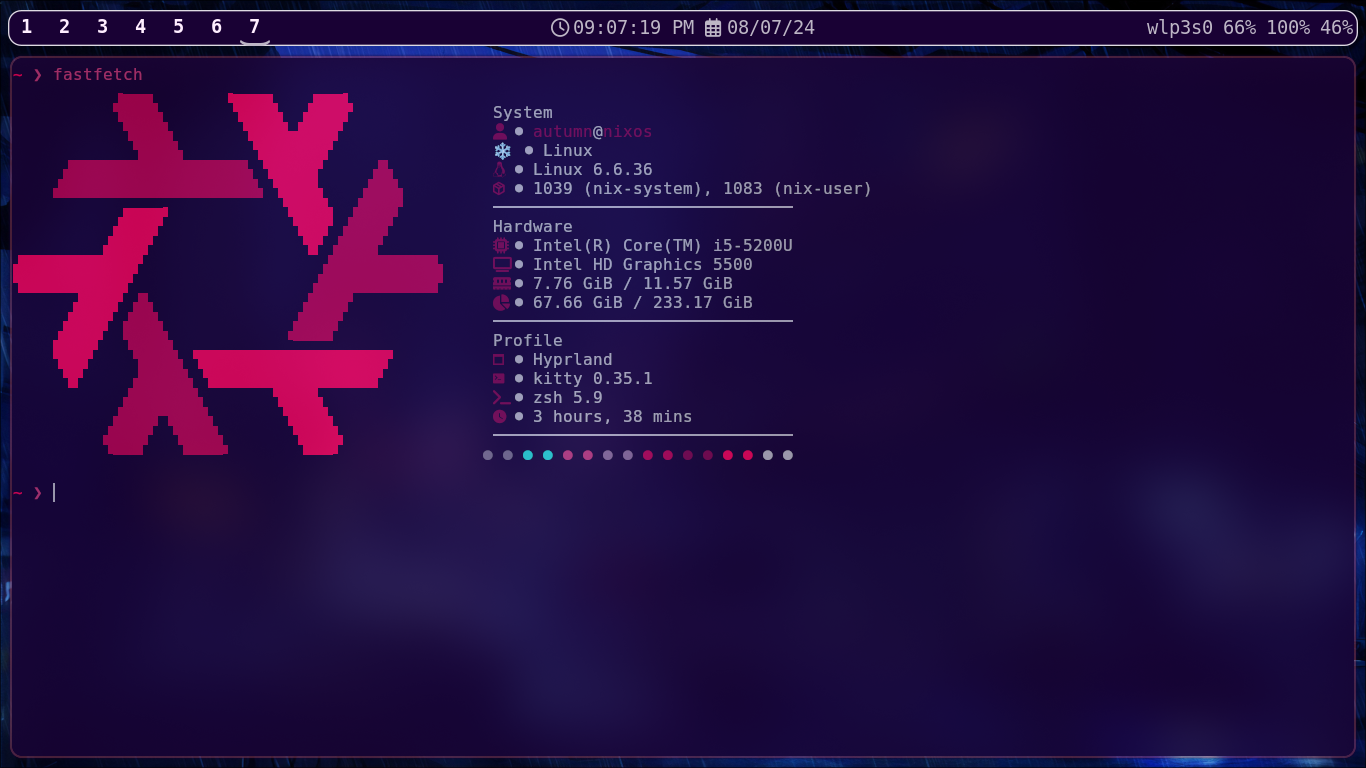 1 2 3 4 5 6 7 09:07:19 PM 08/07/24 wlp3s0 66% 100% 46%
~ ❯ fastfetch
System
● autumn@nixos
● Linux
● Linux 6.6.36
● 1039 (nix-system), 1083 (nix-user)
Hardware
● Intel(R) Core(TM) i5-5200U
● Intel HD Graphics 5500
● 7.76 GiB / 11.57 GiB
● 67.66 GiB / 233.17 GiB
Profile
● Hyprland
● kitty 0.35.1
● zsh 5.9
● 3 hours, 38 mins
~ ❯